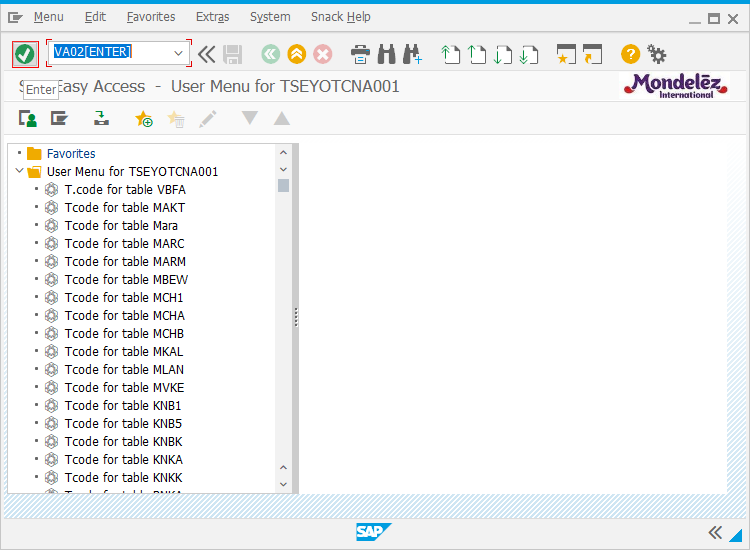 Menu Edit Favorites Extras System Snack Help
VA02[ENTER]
Easy Access - User Menu for TSEYOTCNA001
Enter
Mondelēz
International
Favorites
User Menu for TSEYOTCNA001
T.code for table VBFA
Tcode for table MAKT
Tcode for table Mara
Tcode for table MARC
Tcode for table MARM
Tcode for table MBEW
Tcode for table MCH1
Tcode for table MCHA
Tcode for table MCHB
Tcode for table MKAL
Tcode for table MLAN
Tcode for table MVKE
Tcode for table KNB1
Tcode for table KNB5
Tcode for table KNBK
Tcode for table KNKA
Tcode for table KNKK
Tcode for table
SAP